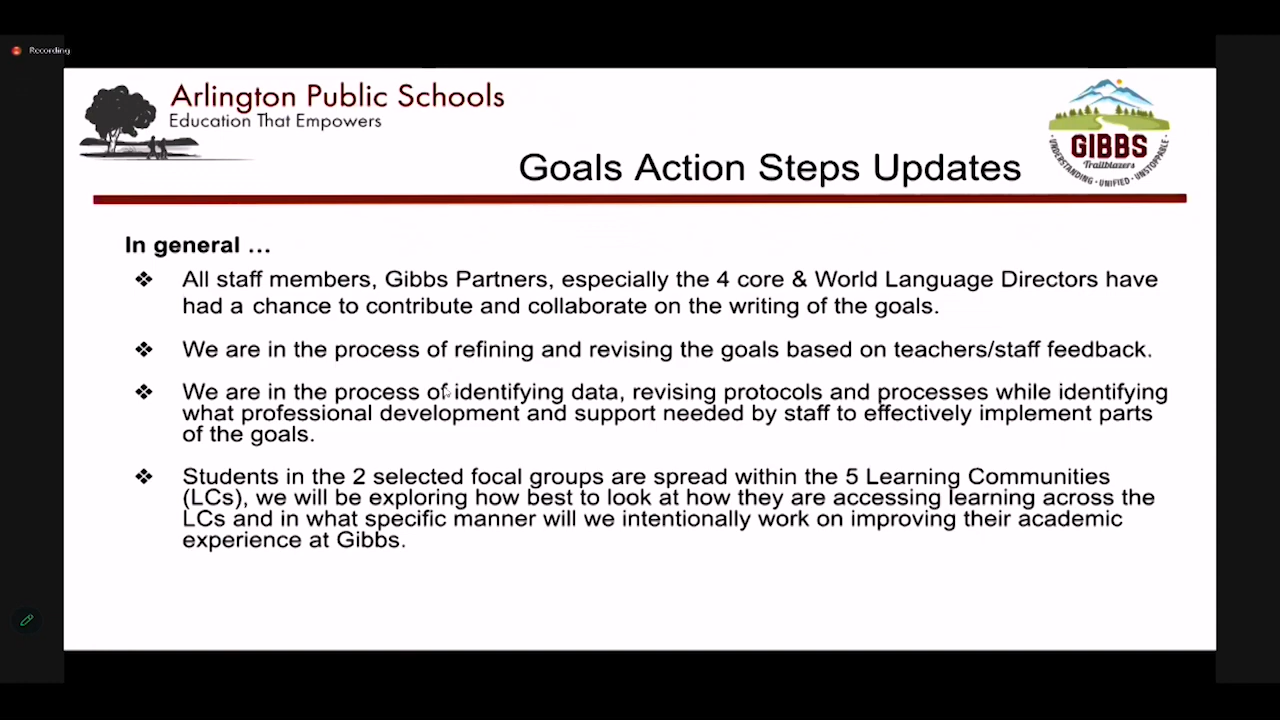 Recording
Arlington Public Schools
Education That Empowers
GIBBS
Trailblazers
UNDERSTANDING · UNIFIED · UNSTOPPABLE
Goals Action Steps Updates
In general …
❖ All staff members, Gibbs Partners, especially the 4 core & World Language Directors have
had a chance to contribute and collaborate on the writing of the goals.
❖ We are in the process of refining and revising the goals based on teachers/staff feedback.
❖ We are in the process of identifying data, revising protocols and processes while identifying
what professional development and support needed by staff to effectively implement parts
of the goals.
❖ Students in the 2 selected focal groups are spread within the 5 Learning Communities
(LCs), we will be exploring how best to look at how they are accessing learning across the
LCs and in what specific manner will we intentionally work on improving their academic
experience at Gibbs.